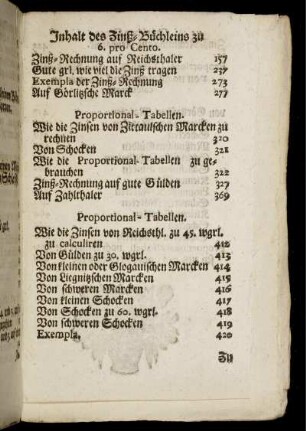 Inhalt des Zinß-Büchleins zu
6. pro Cento.
Zinß-Rechnung auf Reichsthaler 157
Gute grl. wie viel die Zinß tragen 237
Exempla der Zinß-Rechnung 273
Auf Görlitzsche Marck 277
Proportional-Tabellen.
Wie die Zinsen von Zittauischen Marcken zu
rechnen 320
Von Schocken 321
Wie die Proportional-Tabellen zu ge-
brauchen 322
Zinß-Rechnung auf gute Gülden 327
Auf Zahlthaler 369
Proportional-Tabellen.
Wie die Zinsen von Reichsthl. zu 45. wgrl.
zu calculiren 412
Von Gülden zu 30. wgrl. 413
Von kleinen oder Glogauischen Marcken 414
Von Liegnitzschen Marcken 415
Von schweren Marcken 416
Von kleinen Schocken 417
Von Schocken zu 60. wgrl. 418
Von schweren Schocken 419
Exempla. 420